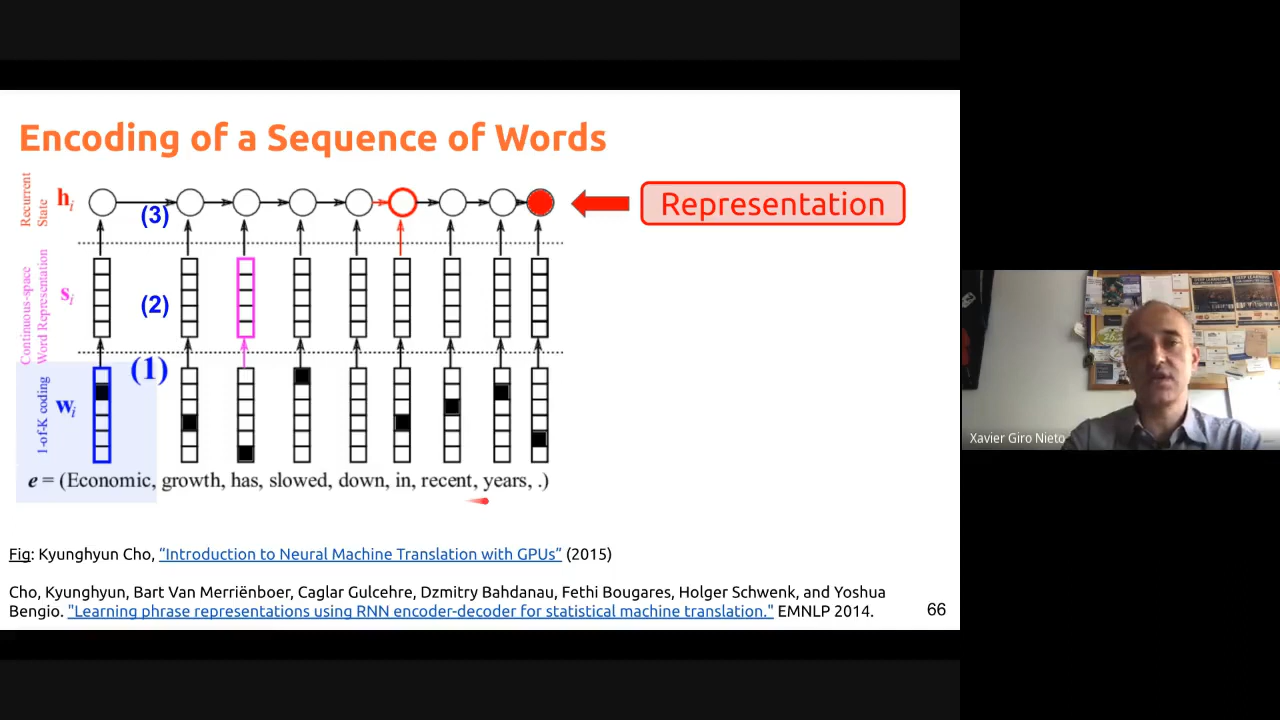 Encoding of a Sequence of Words
Recurrent
State
hᵢ
(3)
Representation
Continuous-space
Word Representation
sᵢ
(2)
1-of-K coding
wᵢ
(1)
e = (Economic, growth, has, slowed, down, in, recent, years, .)
Fig: Kyunghyun Cho, “Introduction to Neural Machine Translation with GPUs” (2015)
Cho, Kyunghyun, Bart Van Merriënboer, Caglar Gulcehre, Dzmitry Bahdanau, Fethi Bougares, Holger Schwenk, and Yoshua
Bengio. "Learning phrase representations using RNN encoder-decoder for statistical machine translation." EMNLP 2014.
66
Xavier Giro Nieto